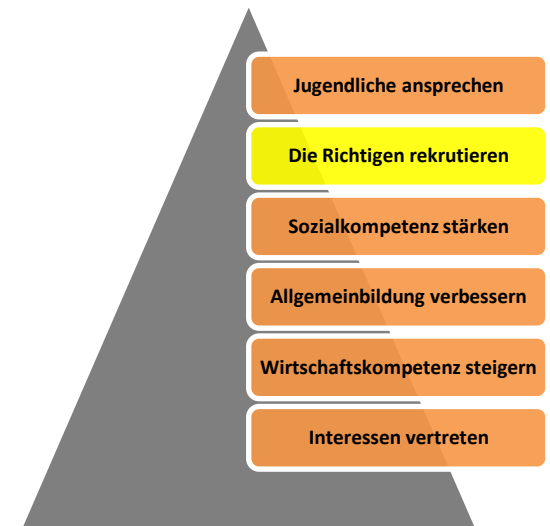 Jugendliche ansprechen
Die Richtigen rekrutieren
Sozialkompetenz stärken
Allgemeinbildung verbessern
Wirtschaftskompetenz steigern
Interessen vertreten